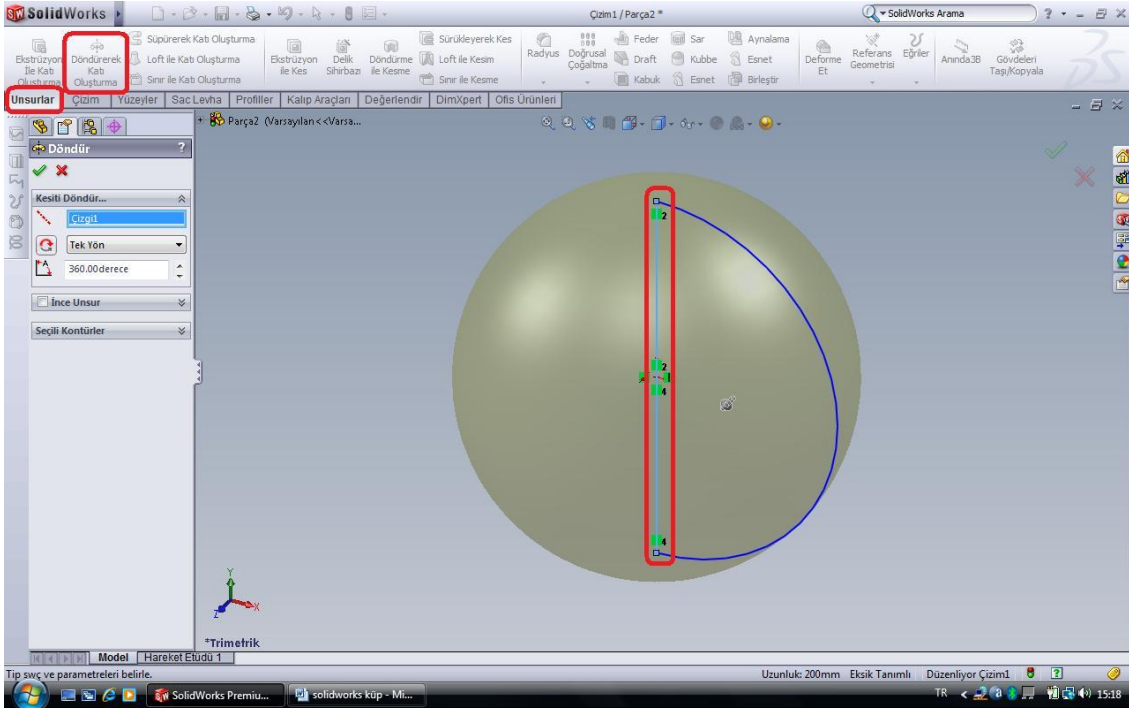 SolidWorks
Çizim1 / Parça2 *
SolidWorks Arama
Ekstrüzyon İle Katı Oluşturma
Döndürerek Katı Oluşturma
Süpürerek Katı Oluşturma
Loft ile Katı Oluşturma
Sınır ile Katı Oluşturma
Ekstrüzyon ile Kes
Delik Sihirbazı
Döndürme ile Kesme
Sürükleyerek Kes
Loft ile Kesim
Sınır ile Kesme
Radyus
Doğrusal Çoğaltma
Feder
Draft
Kabuk
Sar
Kubbe
Esnet
Aynalama
Esnet
Birleştir
Deforme Et
Referans Geometrisi
Eğriler
Anında3B
Gövdeleri Taşı/Kopyala
Unsurlar Çizim Yüzeyler Sac Levha Profiller Kalıp Araçları Değerlendir DimXpert Ofis Ürünleri
Parça2 (Varsayılan<<Varsa...
Döndür ?
Kesiti Döndür...
Çizgi1
Tek Yön
360.00derece
İnce Unsur
Seçili Kontürler
2
2
4
4
Y
X
Z
*Trimetrik
Model Hareket Etüdü 1
Tip swç ve parametreleri belirle.
Uzunluk: 200mm Eksik Tanımlı Düzenliyor Çizim1
SolidWorks Premiu...
solidworks küp - Mi...
TR
15:18